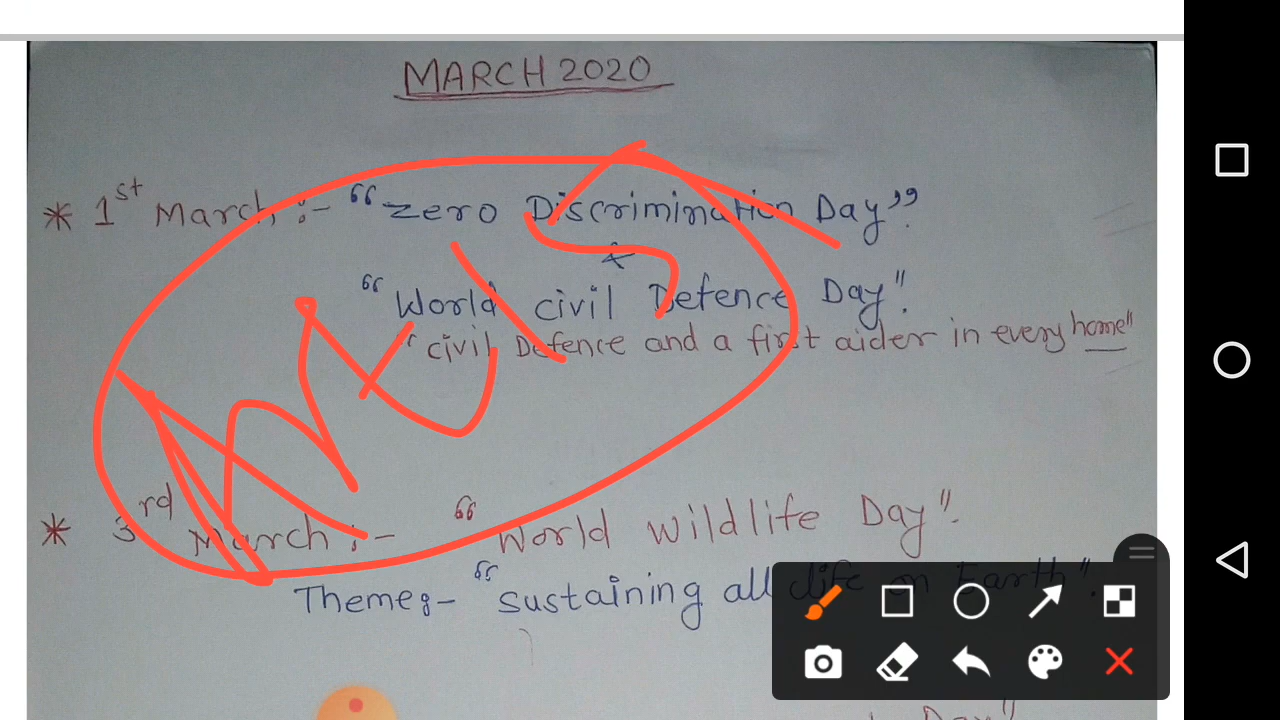 MARCH 2020
* 1st March :- "Zero Discrimination Day"
&
"World civil Defence Day".
"civil Defence and a first aider in every home"
* 3rd March :- "World Wildlife Day".
Theme:- "sustaining all life on Earth".
Day"